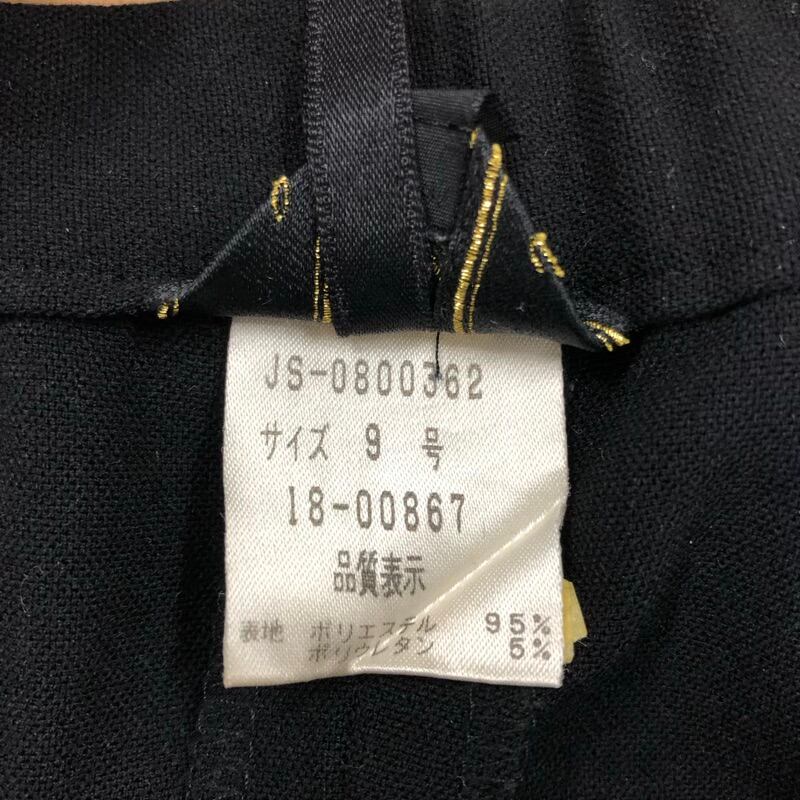 JS-0800362
サイズ 9 号
18-00867
品質表示
表地 ポリエステル 95%
ポリウレタン 5%